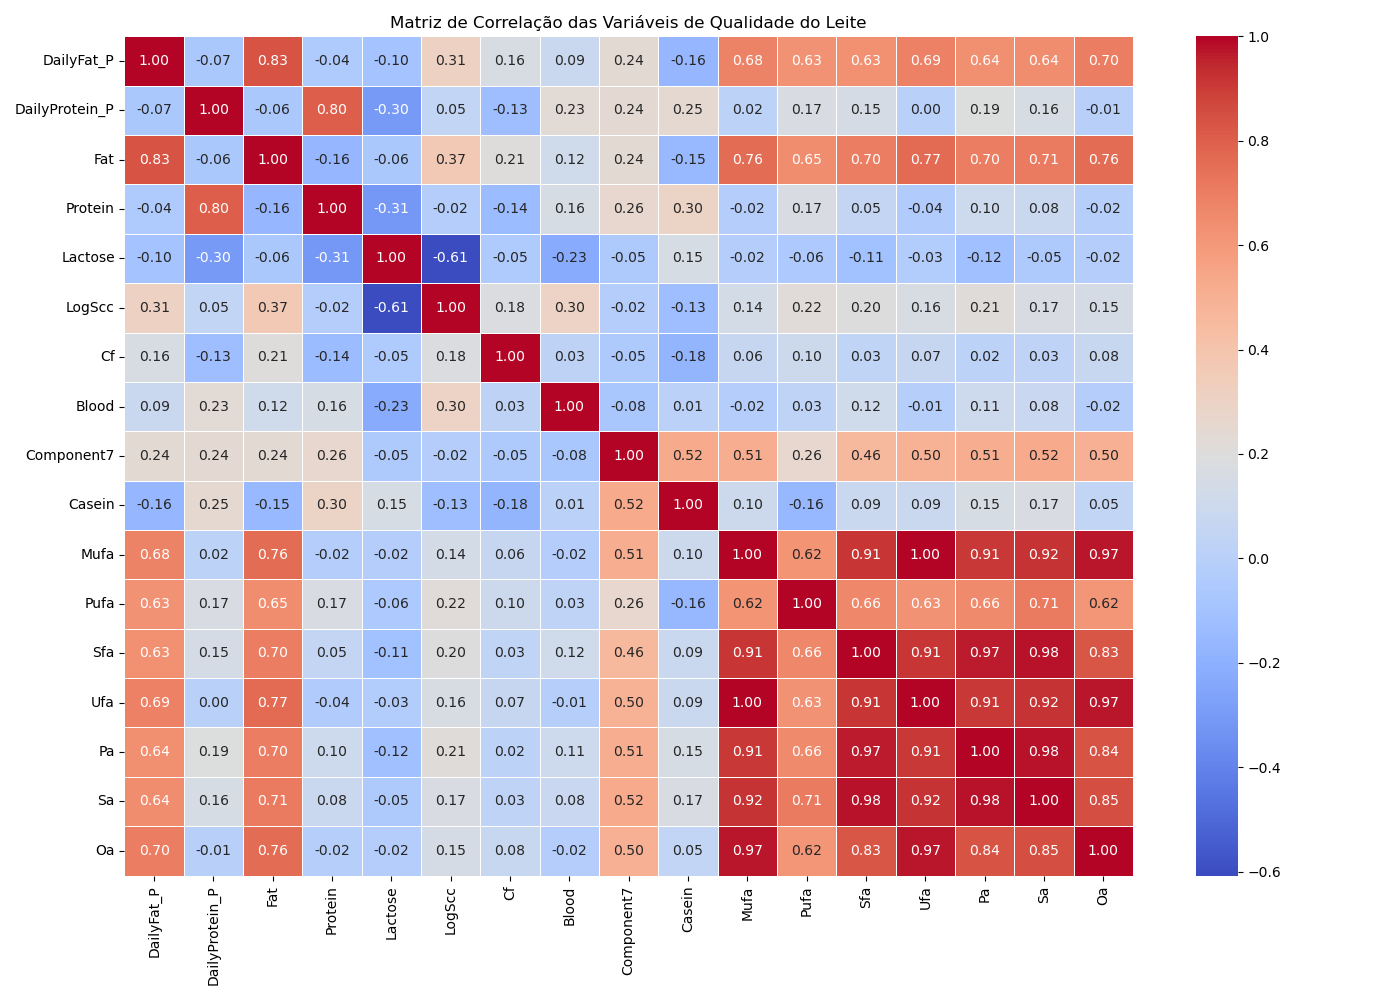 Matriz de Correlação das Variáveis de Qualidade do Leite
DailyFat_P 1.00 -0.07 0.83 -0.04 -0.10 0.31 0.16 0.09 0.24 -0.16 0.68 0.63 0.63 0.69 0.64 0.64 0.70
DailyProtein_P -0.07 1.00 -0.06 0.80 -0.30 0.05 -0.13 0.23 0.24 0.25 0.02 0.17 0.15 0.00 0.19 0.16 -0.01
Fat 0.83 -0.06 1.00 -0.16 -0.06 0.37 0.21 0.12 0.24 -0.15 0.76 0.65 0.70 0.77 0.70 0.71 0.76
Protein -0.04 0.80 -0.16 1.00 -0.31 -0.02 -0.14 0.16 0.26 0.30 -0.02 0.17 0.05 -0.04 0.10 0.08 -0.02
Lactose -0.10 -0.30 -0.06 -0.31 1.00 -0.61 -0.05 -0.23 -0.05 0.15 -0.02 -0.06 -0.11 -0.03 -0.12 -0.05 -0.02
LogScc 0.31 0.05 0.37 -0.02 -0.61 1.00 0.18 0.30 -0.02 -0.13 0.14 0.22 0.20 0.16 0.21 0.17 0.15
Cf 0.16 -0.13 0.21 -0.14 -0.05 0.18 1.00 0.03 -0.05 -0.18 0.06 0.10 0.03 0.07 0.02 0.03 0.08
Blood 0.09 0.23 0.12 0.16 -0.23 0.30 0.03 1.00 -0.08 0.01 -0.02 0.03 0.12 -0.01 0.11 0.08 -0.02
Component7 0.24 0.24 0.24 0.26 -0.05 -0.02 -0.05 -0.08 1.00 0.52 0.51 0.26 0.46 0.50 0.51 0.52 0.50
Casein -0.16 0.25 -0.15 0.30 0.15 -0.13 -0.18 0.01 0.52 1.00 0.10 -0.16 0.09 0.09 0.15 0.17 0.05
Mufa 0.68 0.02 0.76 -0.02 -0.02 0.14 0.06 -0.02 0.51 0.10 1.00 0.62 0.91 1.00 0.91 0.92 0.97
Pufa 0.63 0.17 0.65 0.17 -0.06 0.22 0.10 0.03 0.26 -0.16 0.62 1.00 0.66 0.63 0.66 0.71 0.62
Sfa 0.63 0.15 0.70 0.05 -0.11 0.20 0.03 0.12 0.46 0.09 0.91 0.66 1.00 0.91 0.97 0.98 0.83
Ufa 0.69 0.00 0.77 -0.04 -0.03 0.16 0.07 -0.01 0.50 0.09 1.00 0.63 0.91 1.00 0.91 0.92 0.97
Pa 0.64 0.19 0.70 0.10 -0.12 0.21 0.02 0.11 0.51 0.15 0.91 0.66 0.97 0.91 1.00 0.98 0.84
Sa 0.64 0.16 0.71 0.08 -0.05 0.17 0.03 0.08 0.52 0.17 0.92 0.71 0.98 0.92 0.98 1.00 0.85
Oa 0.70 -0.01 0.76 -0.02 -0.02 0.15 0.08 -0.02 0.50 0.05 0.97 0.62 0.83 0.97 0.84 0.85 1.00
DailyFat_P DailyProtein_P Fat Protein Lactose LogScc Cf Blood Component7 Casein Mufa Pufa Sfa Ufa Pa Sa Oa
1.0
0.8
0.6
0.4
0.2
0.0
−0.2
−0.4
−0.6